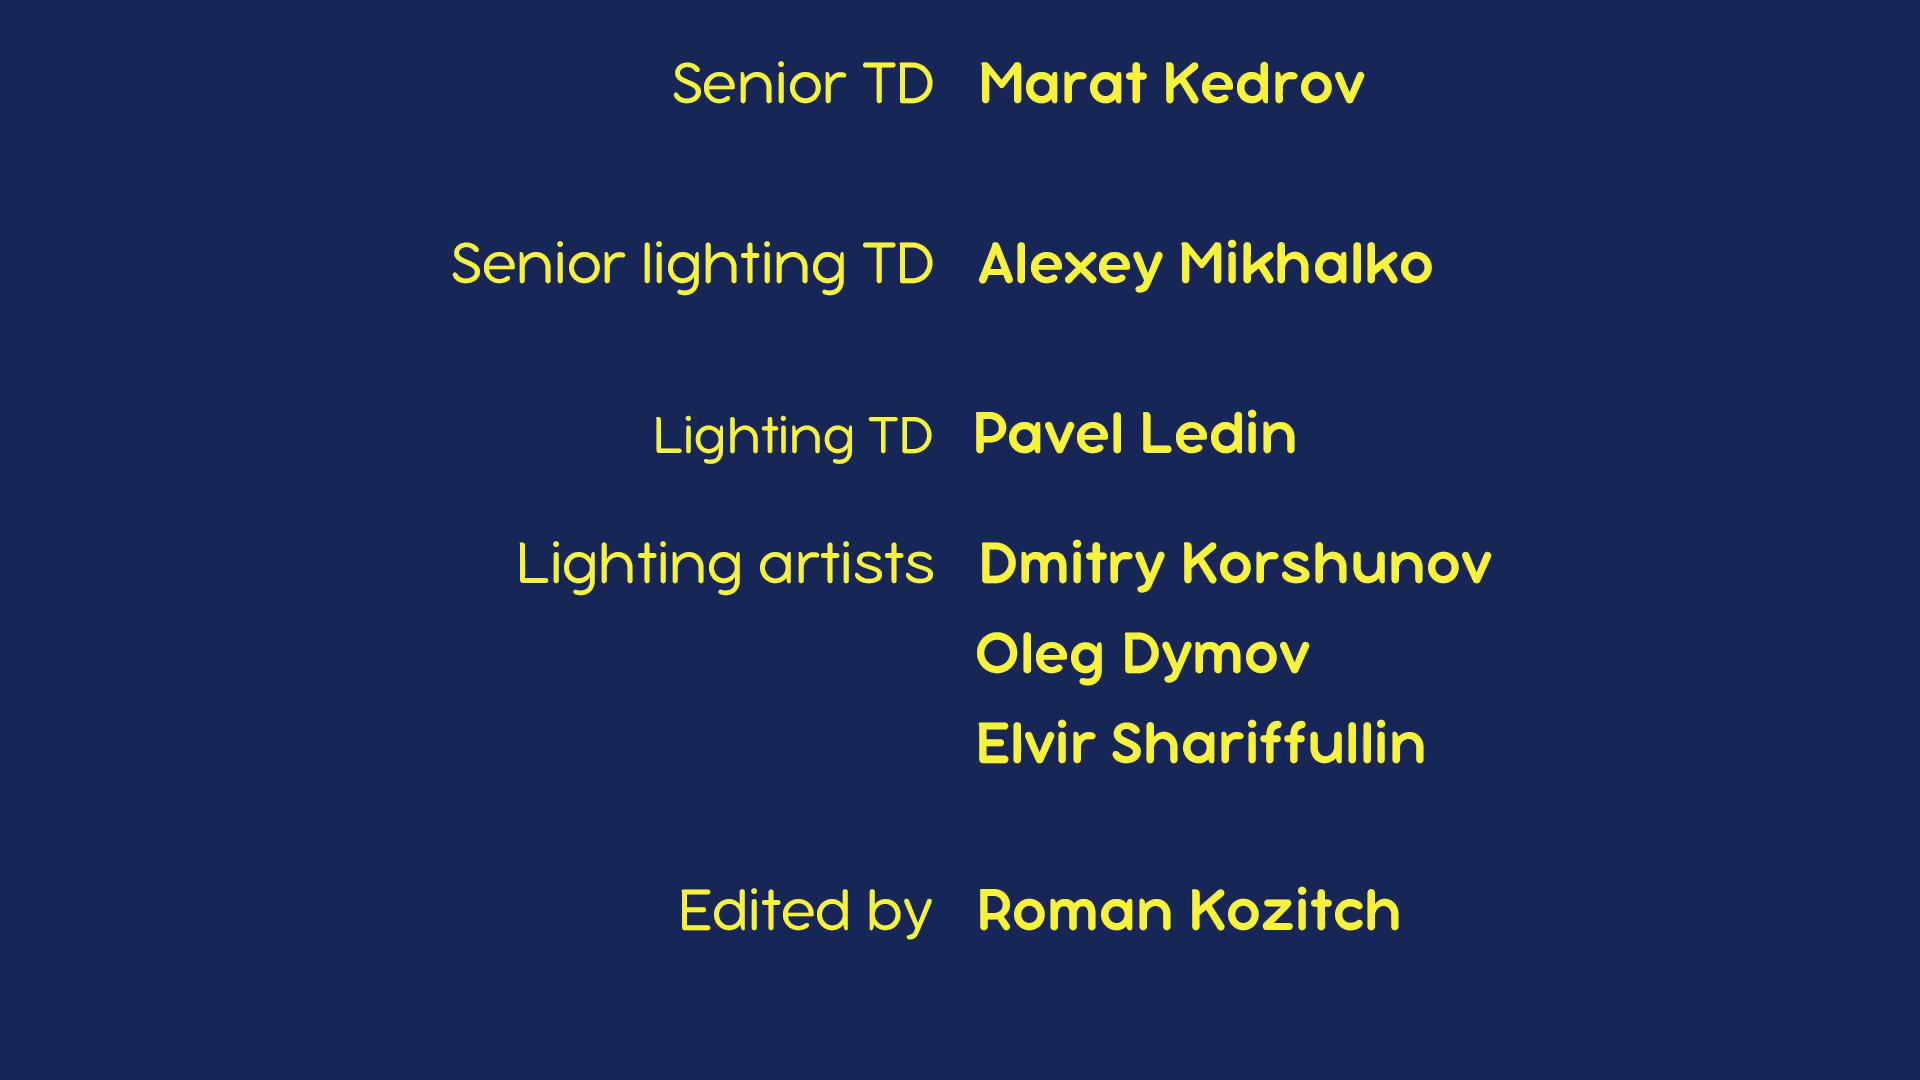 Senior TD Marat Kedrov
Senior lighting TD Alexey Mikhalko
Lighting TD Pavel Ledin
Lighting artists Dmitry Korshunov
Oleg Dymov
Elvir Shariffullin
Edited by Roman Kozitch